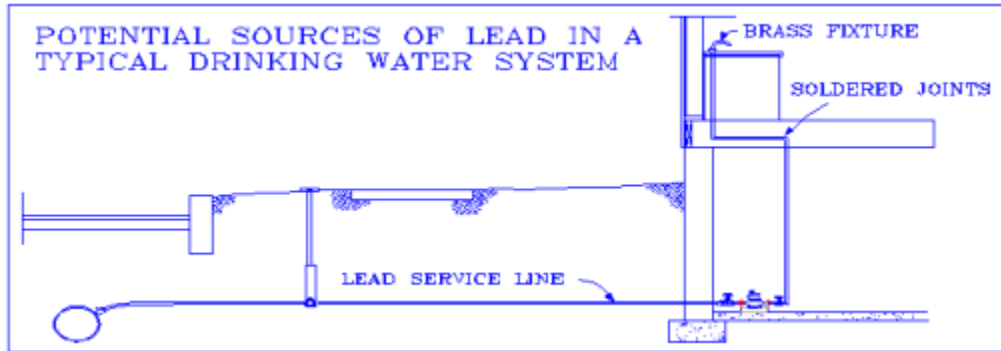 POTENTIAL SOURCES OF LEAD IN A
TYPICAL DRINKING WATER SYSTEM
BRASS FIXTURE
SOLDERED JOINTS
LEAD SERVICE LINE